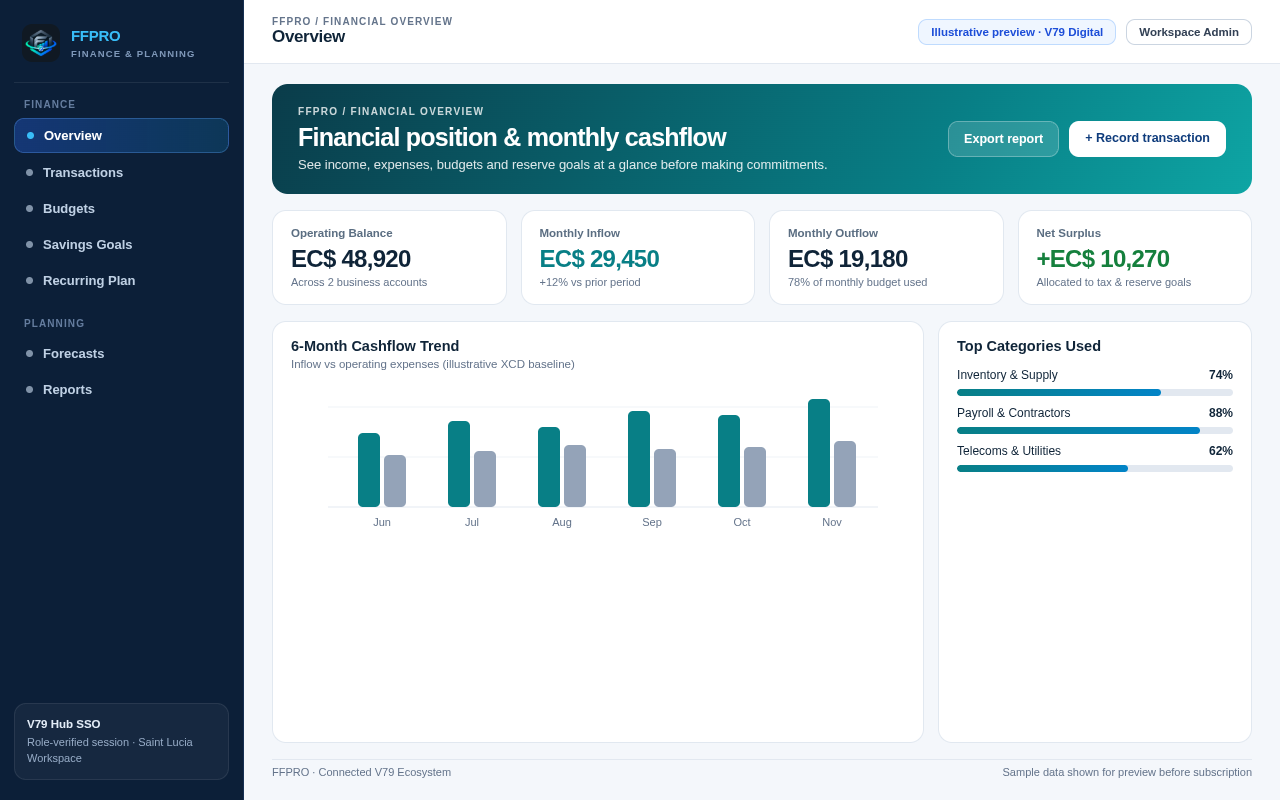 FFPRO
FINANCE & PLANNING
FINANCE
Overview
Transactions
Budgets
Savings Goals
Recurring Plan
PLANNING
Forecasts
Reports
V79 Hub SSO
Role-verified session · Saint Lucia
Workspace
FFPRO / FINANCIAL OVERVIEW
Overview
Illustrative preview · V79 Digital
Workspace Admin
FFPRO / FINANCIAL OVERVIEW
Financial position & monthly cashflow
See income, expenses, budgets and reserve goals at a glance before making commitments.
Export report
+ Record transaction
Operating Balance
EC$ 48,920
Across 2 business accounts
Monthly Inflow
EC$ 29,450
+12% vs prior period
Monthly Outflow
EC$ 19,180
78% of monthly budget used
Net Surplus
+EC$ 10,270
Allocated to tax & reserve goals
6-Month Cashflow Trend
Inflow vs operating expenses (illustrative XCD baseline)
Jun Jul Aug Sep Oct Nov
Top Categories Used
Inventory & Supply 74%
Payroll & Contractors 88%
Telecoms & Utilities 62%
FFPRO · Connected V79 Ecosystem
Sample data shown for preview before subscription